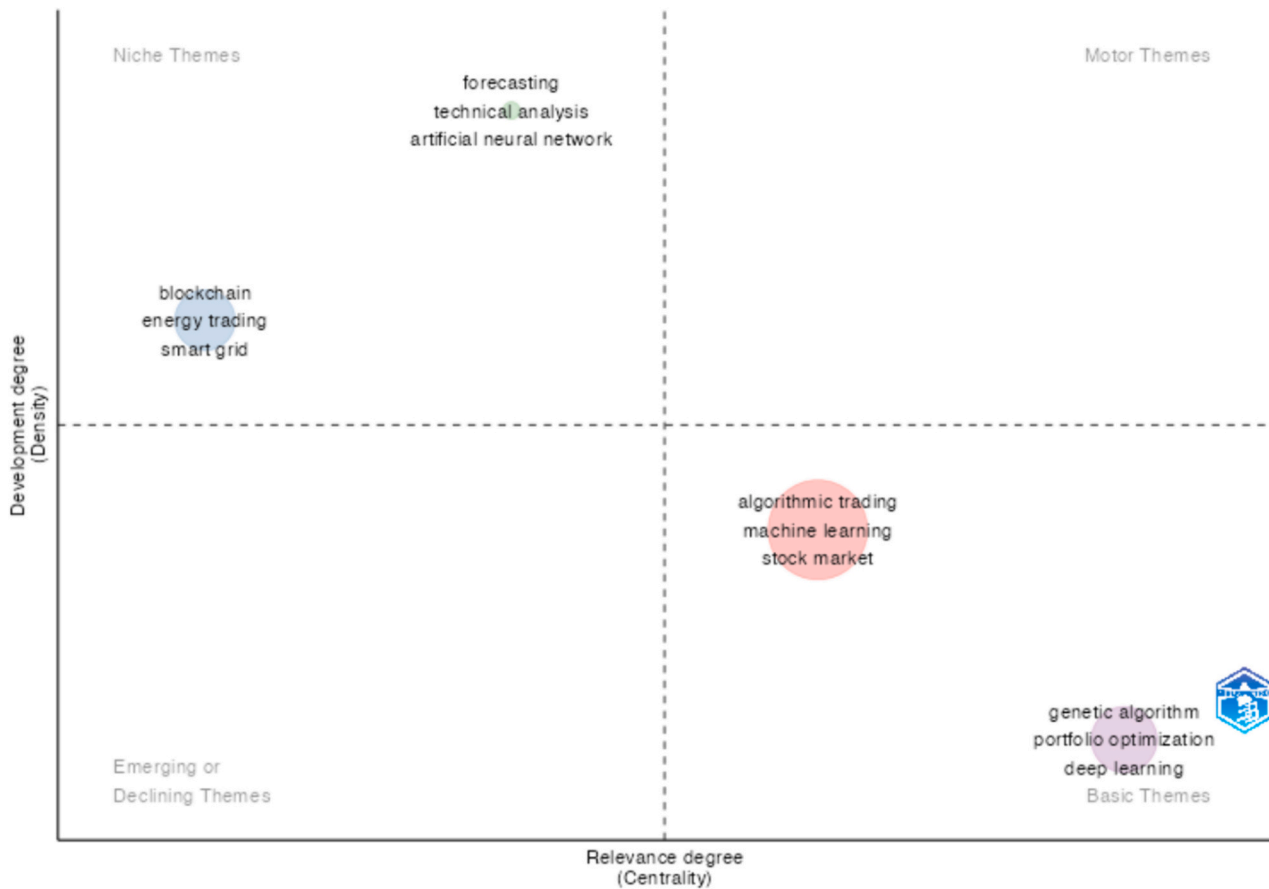 Niche Themes
Motor Themes
forecasting
technical analysis
artificial neural network
blockchain
energy trading
smart grid
Development degree
(Density)
algorithmic trading
machine learning
stock market
genetic algorithm
portfolio optimization
deep learning
Emerging or
Declining Themes
Basic Themes
Relevance degree
(Centrality)